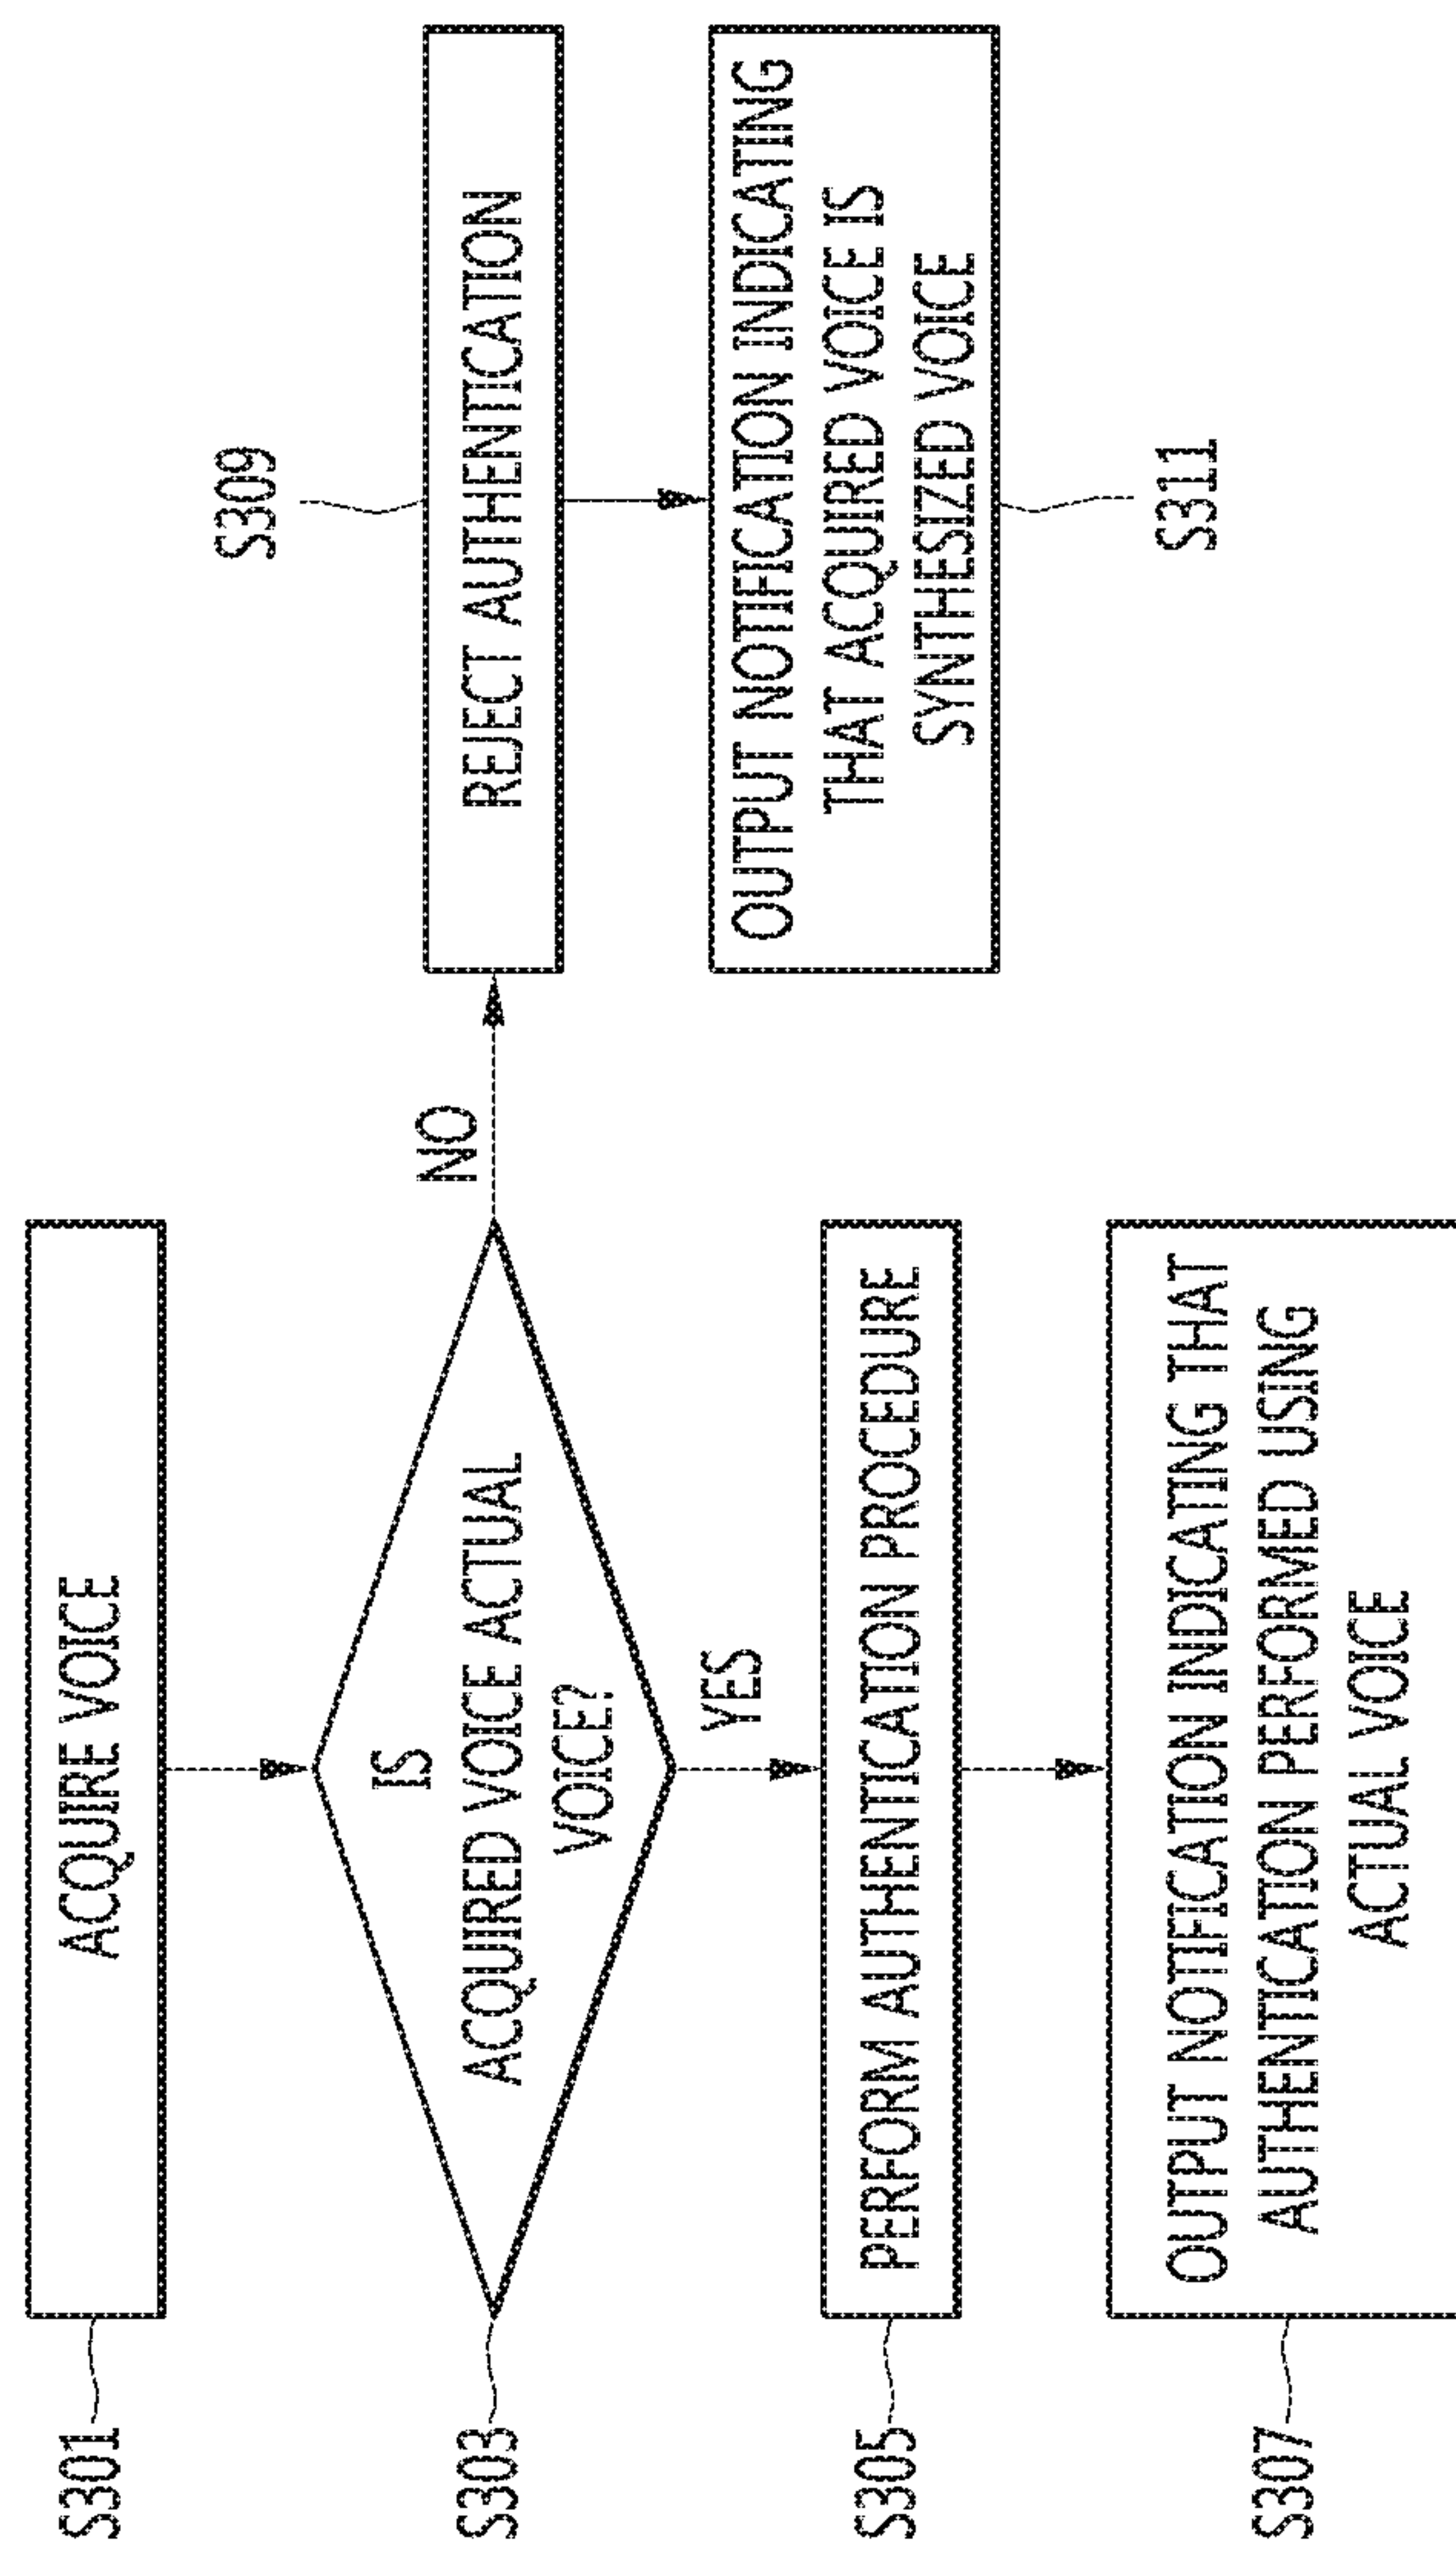 S301
ACQUIRE VOICE
S303
IS
ACQUIRED VOICE ACTUAL
VOICE?
NO
YES
S305
PERFORM AUTHENTICATION PROCEDURE
S307
OUTPUT NOTIFICATION INDICATING THAT
AUTHENTICATION PERFORMED USING
ACTUAL VOICE
S309
REJECT AUTHENTICATION
OUTPUT NOTIFICATION INDICATING
THAT ACQUIRED VOICE IS
SYNTHESIZED VOICE
S311